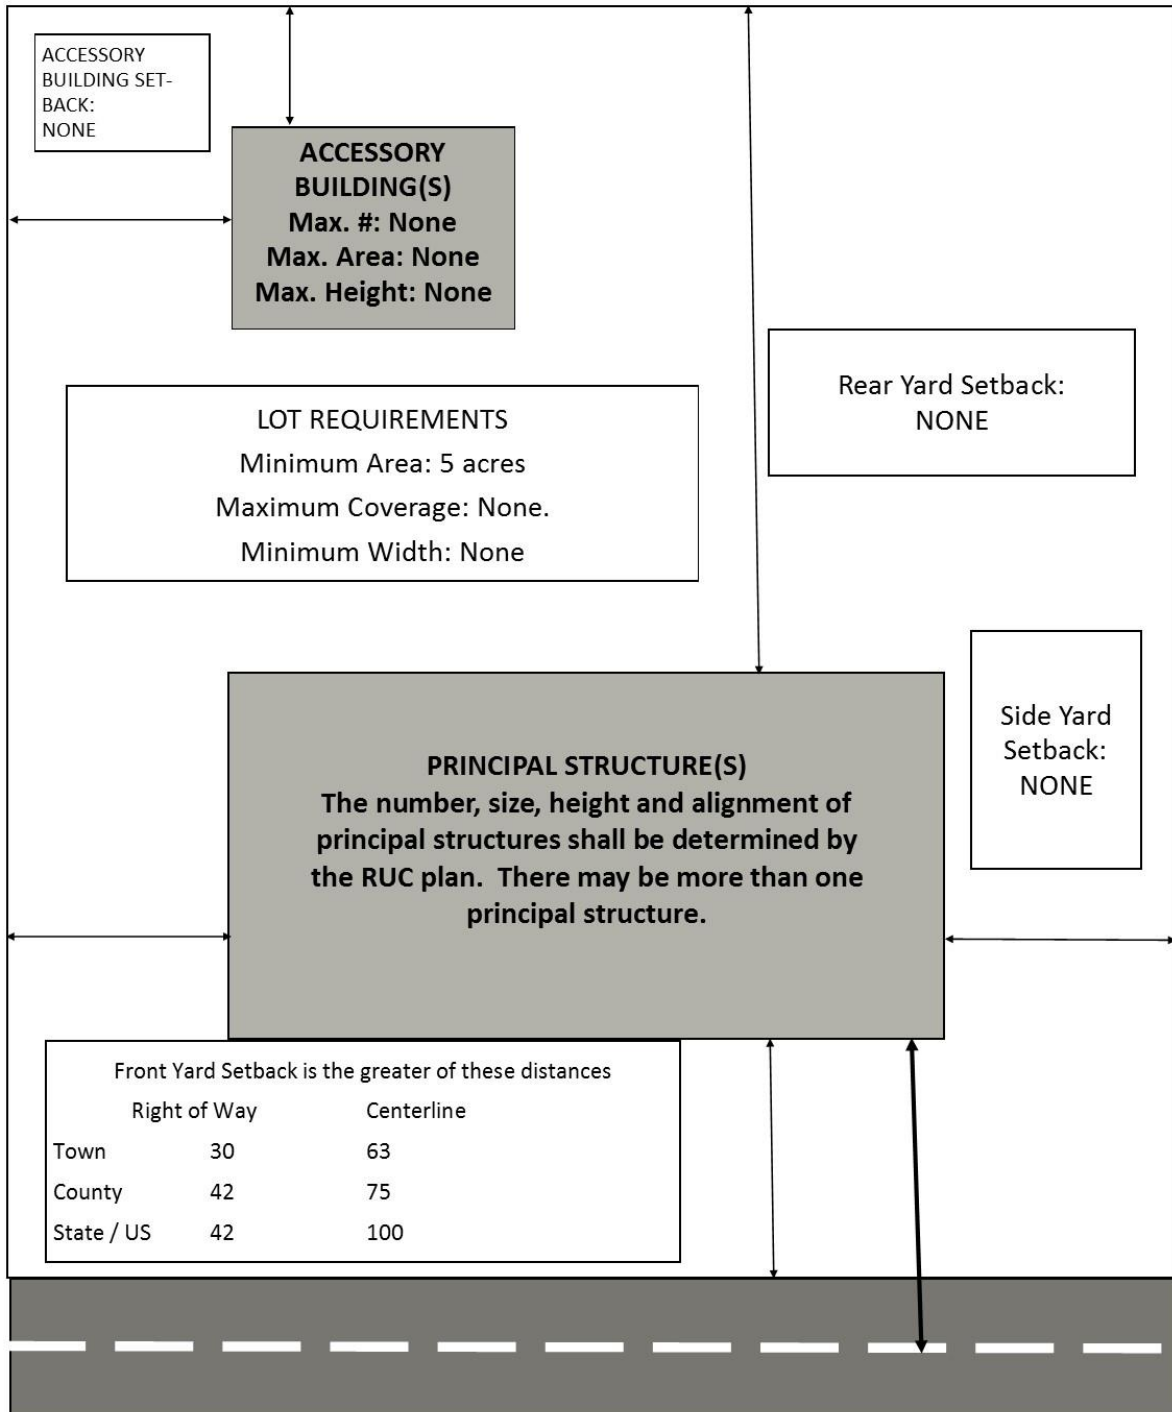 ACCESSORY
BUILDING SET-
BACK:
NONE
ACCESSORY
BUILDING(S)
Max. #: None
Max. Area: None
Max. Height: None
Rear Yard Setback:
NONE
LOT REQUIREMENTS
Minimum Area: 5 acres
Maximum Coverage: None.
Minimum Width: None
Side Yard
Setback:
NONE
PRINCIPAL STRUCTURE(S)
The number, size, height and alignment of
principal structures shall be determined by
the RUC plan. There may be more than one
principal structure.
Front Yard Setback is the greater of these distances
Right of Way Centerline
Town 30 63
County 42 75
State / US 42 100